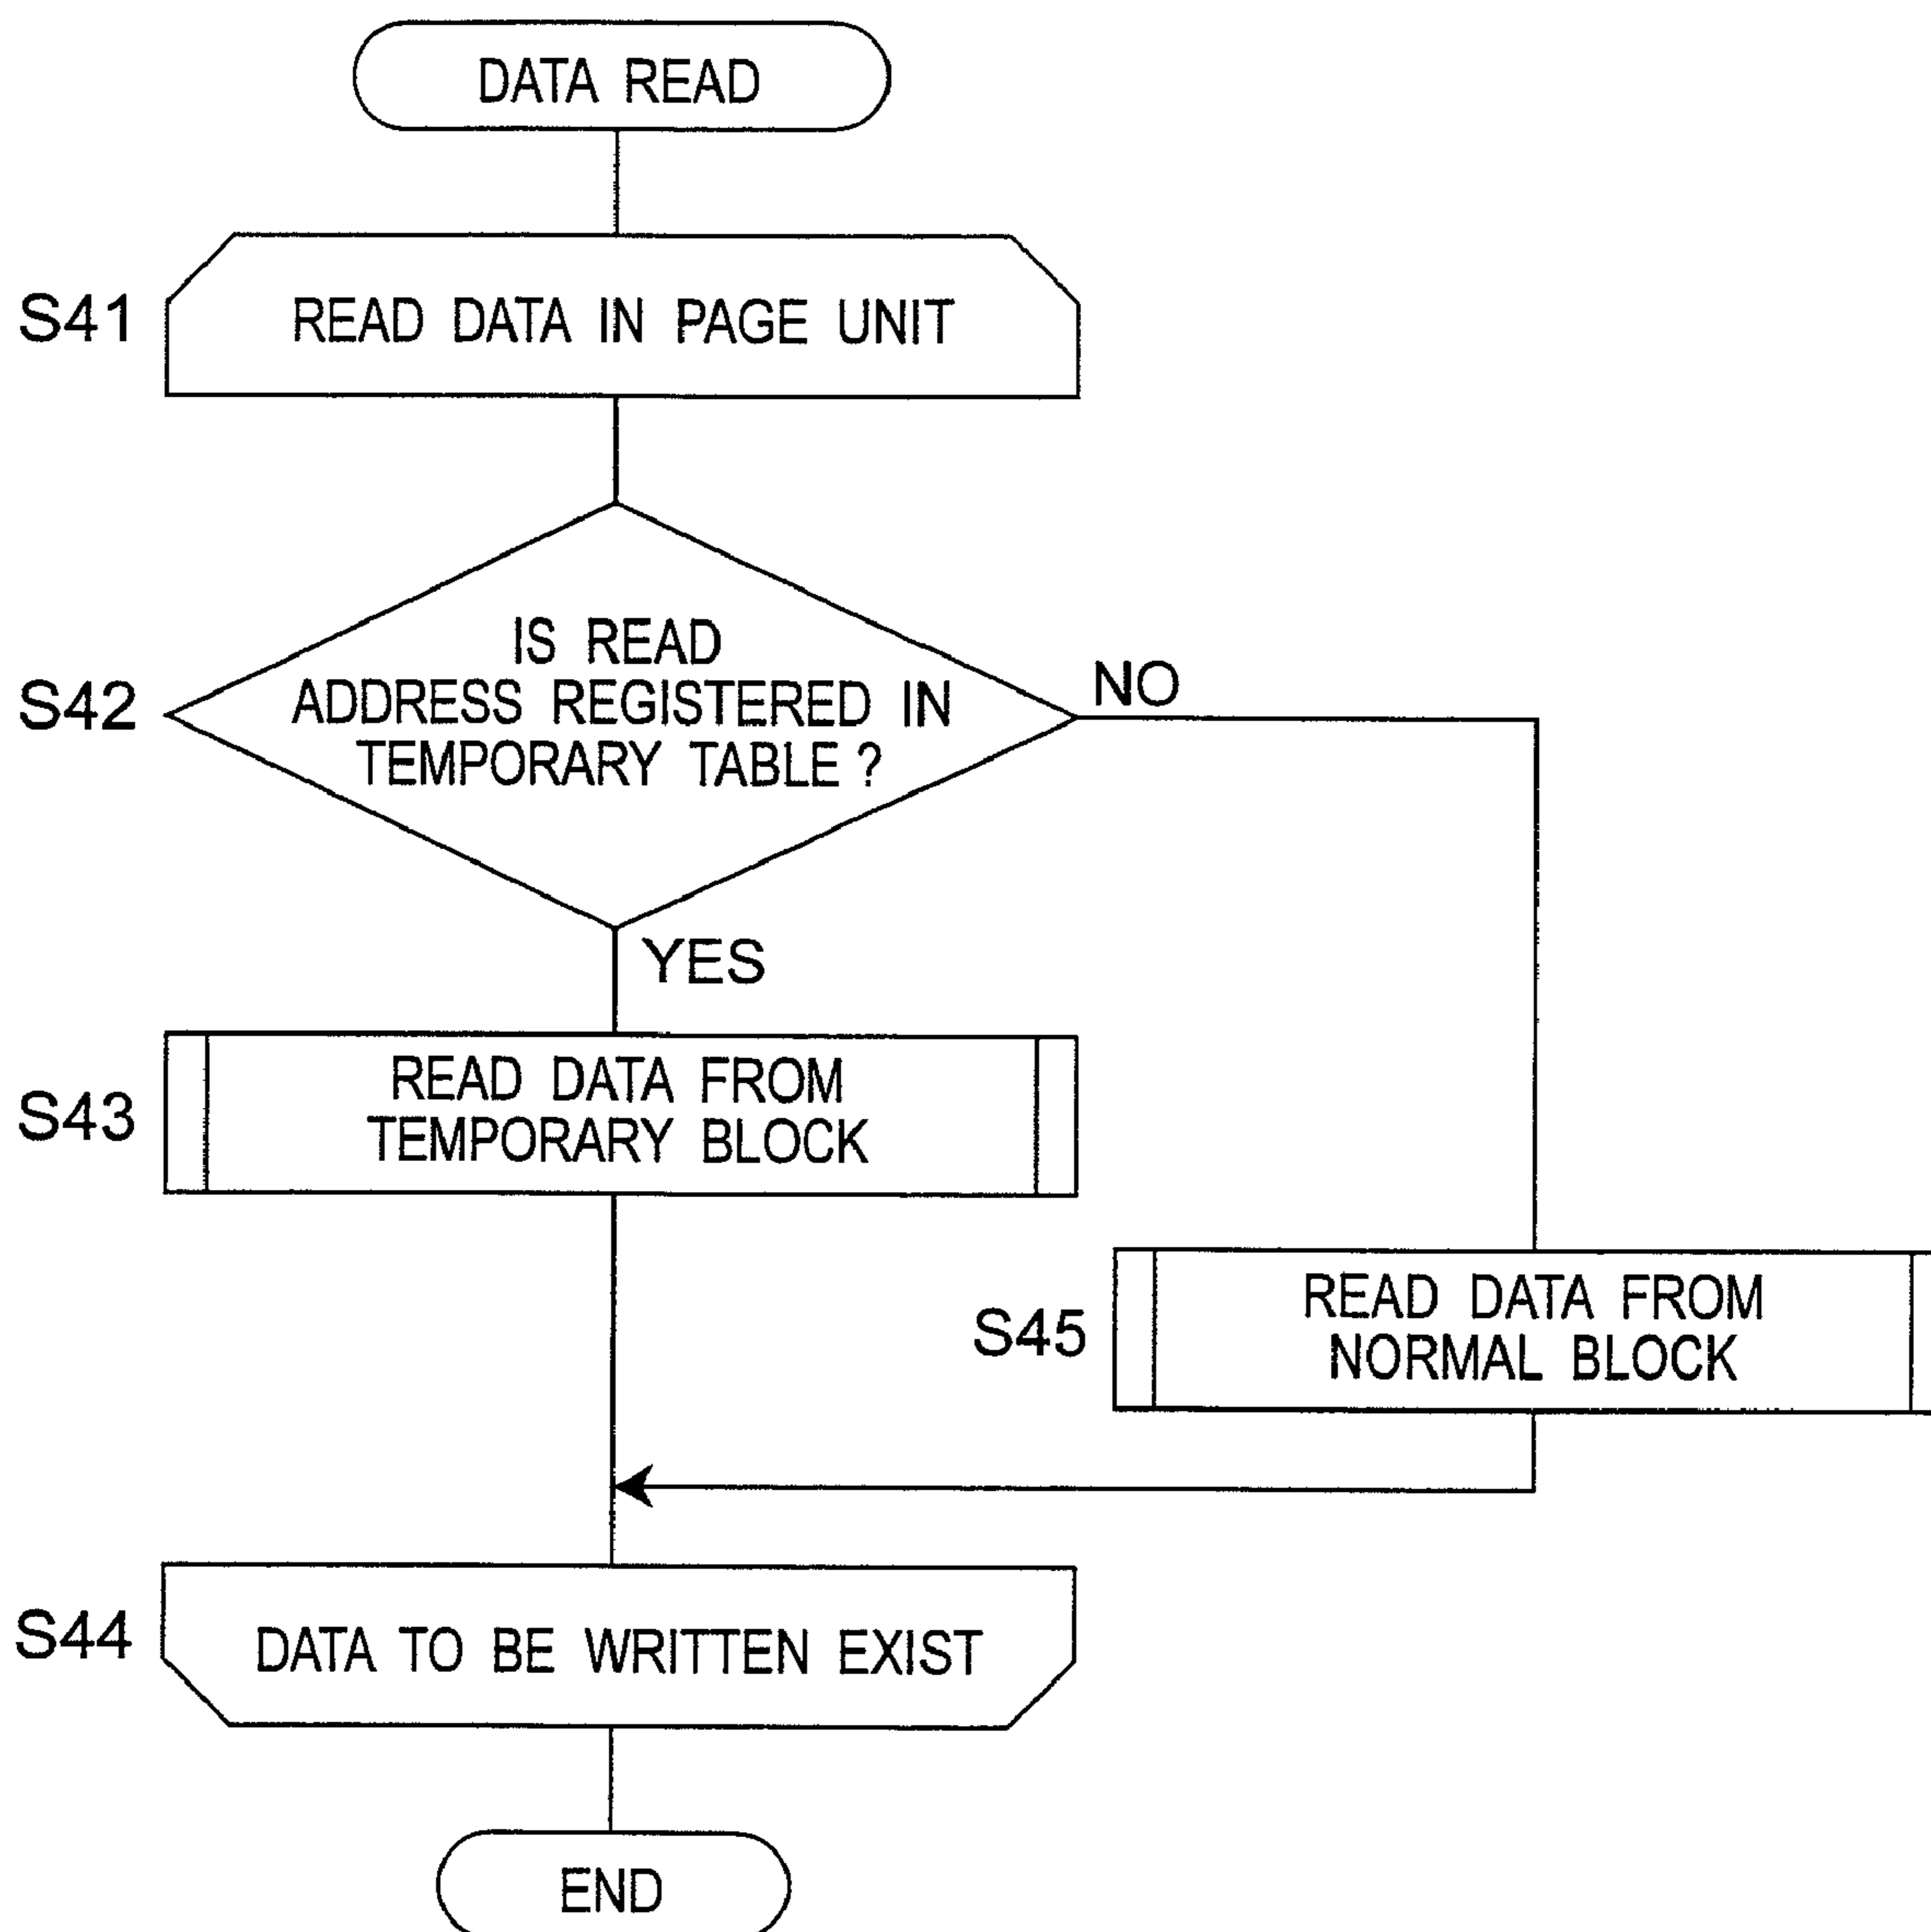 DATA READ
S41
READ DATA IN PAGE UNIT
S42
IS READ
ADDRESS REGISTERED IN
TEMPORARY TABLE ?
NO
YES
S43
READ DATA FROM
TEMPORARY BLOCK
S45
READ DATA FROM
NORMAL BLOCK
S44
DATA TO BE WRITTEN EXIST
END